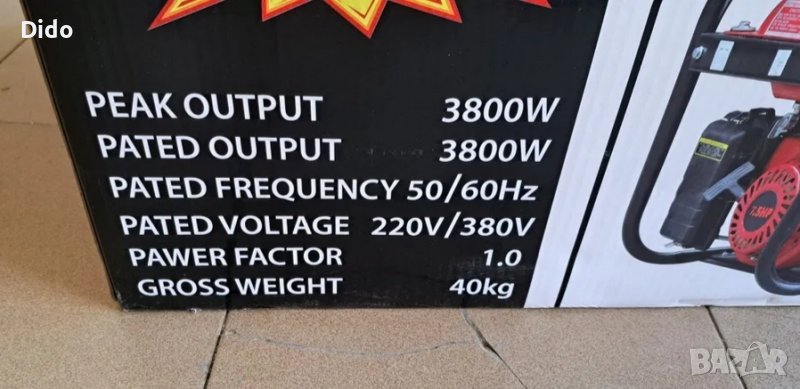 Dido
PEAK OUTPUT 3800W
PATED OUTPUT 3800W
PATED FREQUENCY 50/60Hz
PATED VOLTAGE 220V/380V
PAWER FACTOR 1.0
GROSS WEIGHT 40kg
7.5HP
BAZAR